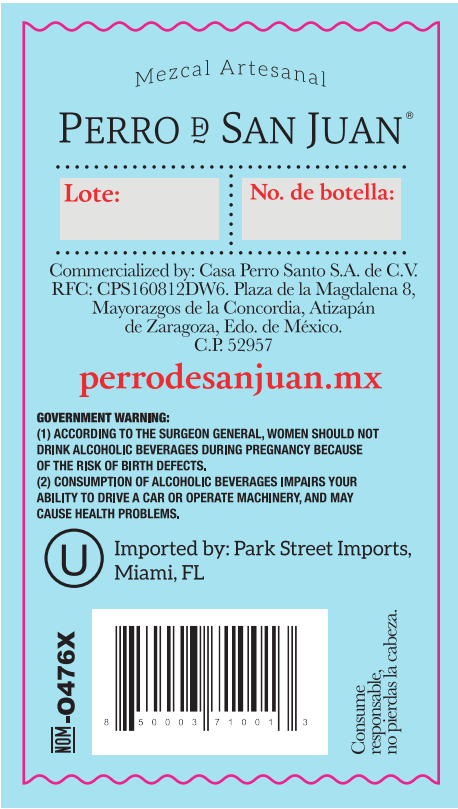 Mezcal Artesanal
PERRO DE SAN JUAN®
Lote:
No. de botella:
Commercialized by: Casa Perro Santo S.A. de C.V.
RFC: CPS160812DW6. Plaza de la Magdalena 8,
Mayorazgos de la Concordia, Atizapán
de Zaragoza, Edo. de México.
C.P. 52957
perrodesanjuan.mx
GOVERNMENT WARNING:
(1) ACCORDING TO THE SURGEON GENERAL, WOMEN SHOULD NOT
DRINK ALCOHOLIC BEVERAGES DURING PREGNANCY BECAUSE
OF THE RISK OF BIRTH DEFECTS.
(2) CONSUMPTION OF ALCOHOLIC BEVERAGES IMPAIRS YOUR
ABILITY TO DRIVE A CAR OR OPERATE MACHINERY, AND MAY
CAUSE HEALTH PROBLEMS.
U
Imported by: Park Street Imports,
Miami, FL
NOM-O476X
8 50003 71001 3
Consume
responsable,
no pierdas la cabeza.